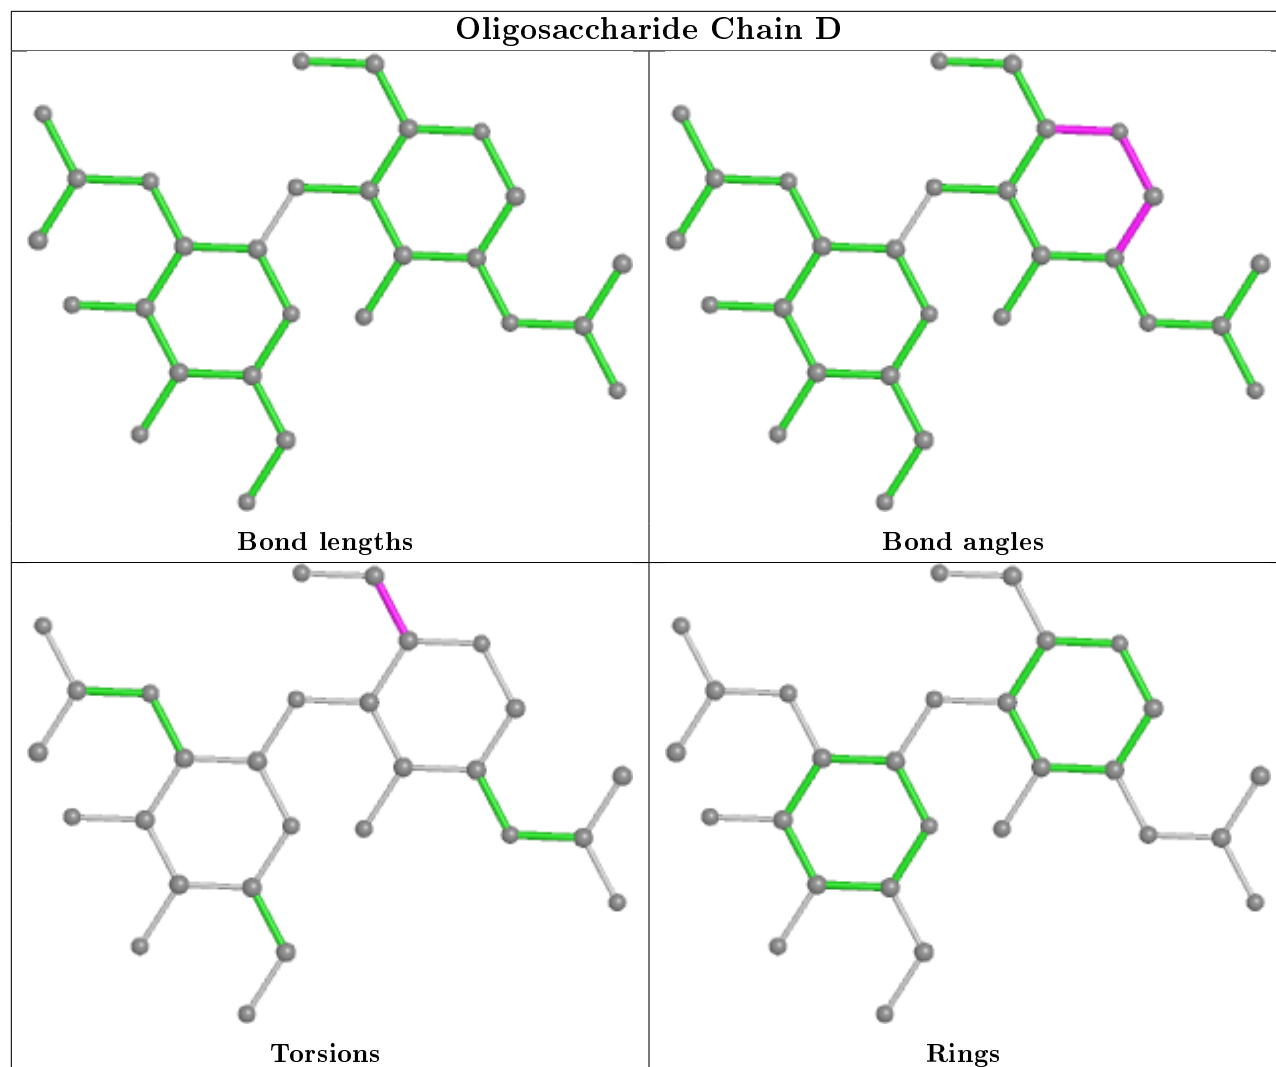 Oligosaccharide Chain D
Bond lengths
Bond angles
Torsions
Rings